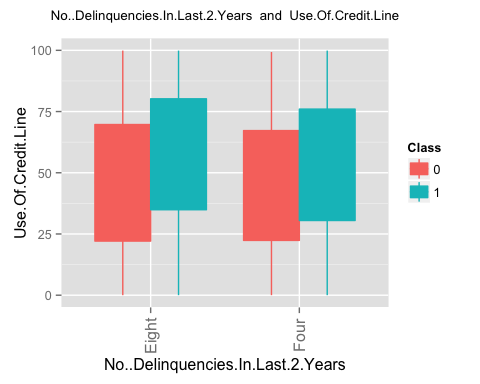 No..Delinquencies.In.Last.2.Years and Use.Of.Credit.Line
100
75
50
25
0
Use.Of.Credit.Line
Eight
Four
No..Delinquencies.In.Last.2.Years
Class
0
1